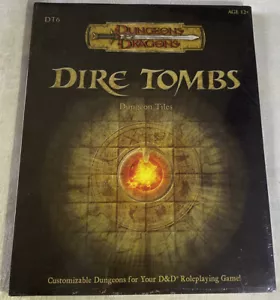 DT6
AGE 12+
DUNGEONS
& DRAGONS
DIRE TOMBS
Dungeon Tiles
Customizable Dungeons for Your D&D® Roleplaying Game!